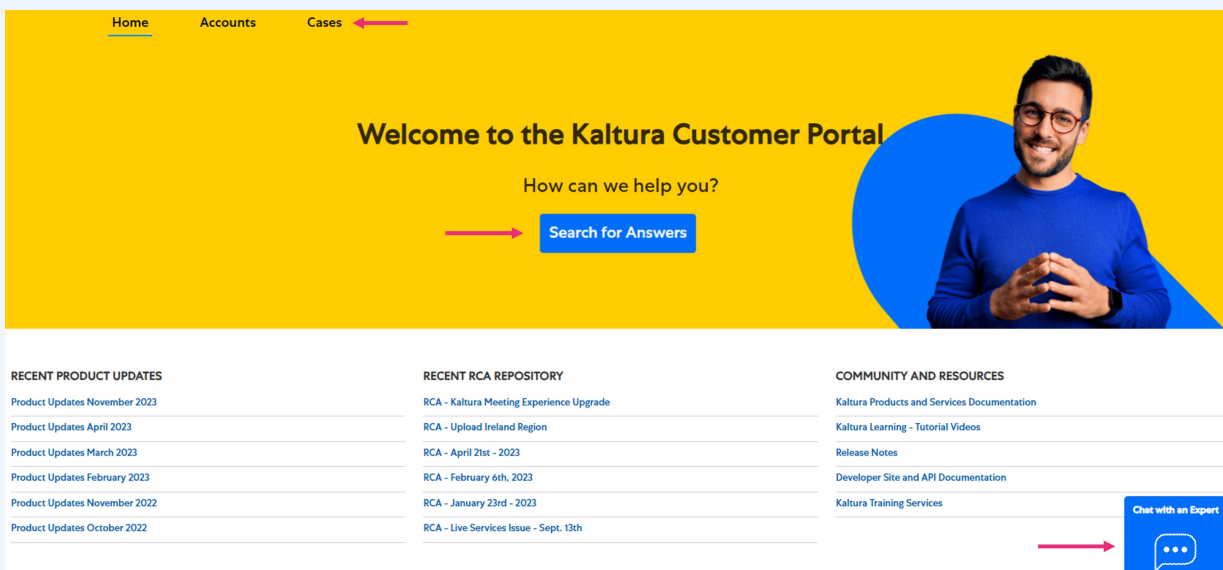 Home Accounts Cases
Welcome to the Kaltura Customer Portal
How can we help you?
Search for Answers
RECENT PRODUCT UPDATES
Product Updates November 2023
Product Updates April 2023
Product Updates March 2023
Product Updates February 2023
Product Updates November 2022
Product Updates October 2022
RECENT RCA REPOSITORY
RCA - Kaltura Meeting Experience Upgrade
RCA - Upload Ireland Region
RCA - April 21st - 2023
RCA - February 6th, 2023
RCA - January 23rd - 2023
RCA - Live Services Issue - Sept. 13th
COMMUNITY AND RESOURCES
Kaltura Products and Services Documentation
Kaltura Learning - Tutorial Videos
Release Notes
Developer Site and API Documentation
Kaltura Training Services
Chat with an Expert